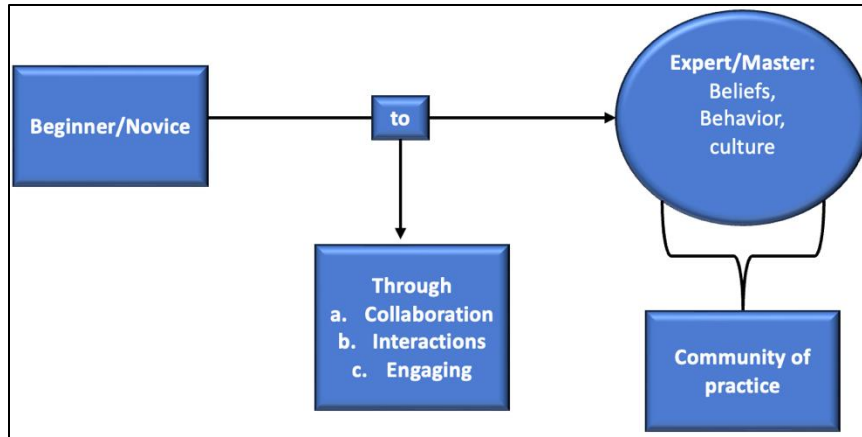 Beginner/Novice
to
Expert/Master:
Beliefs,
Behavior,
culture
Through
a. Collaboration
b. Interactions
c. Engaging
Community of
practice